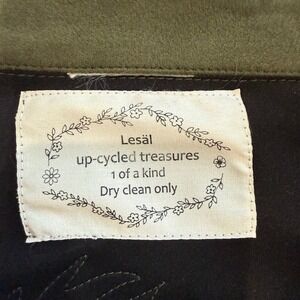 Lesäl
up-cycled treasures
1 of a kind
Dry clean only